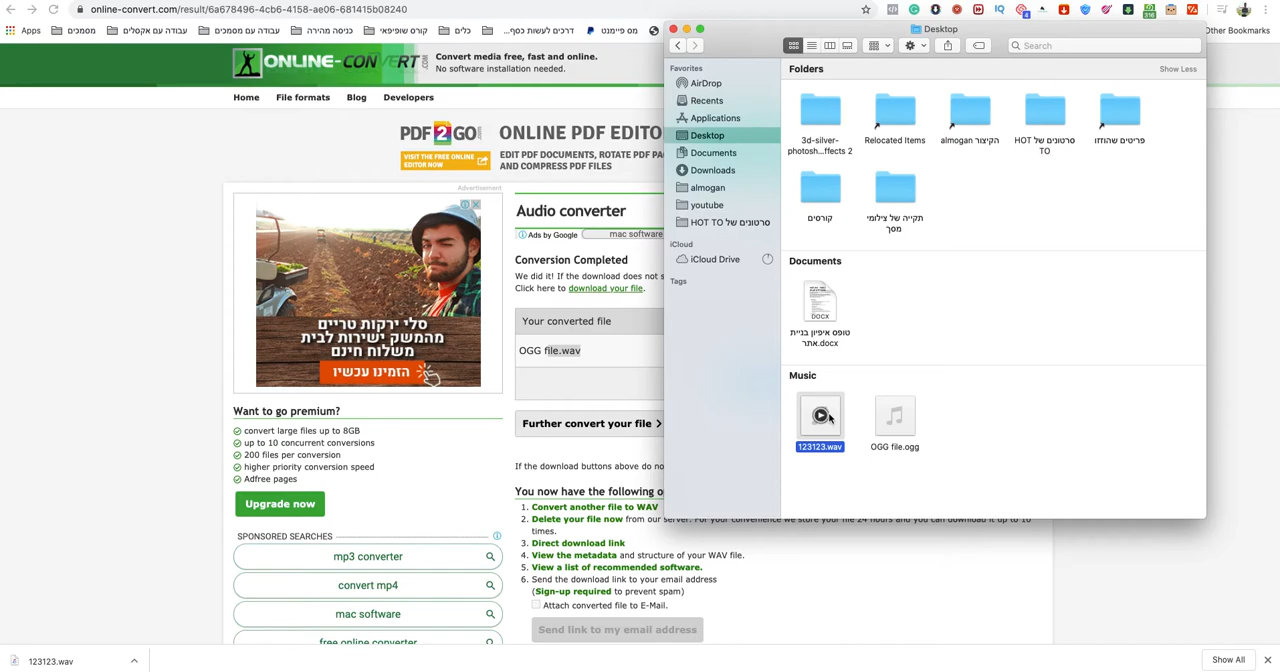 online-convert.com/result/6a678496-4cb6-4158-ae06-681415b08240
Apps
מסמכים
עבודה עם אקסלים
עבודה עם מסמכים
כניסה מהירה
קורס שופיפאיי
כלים
דרכים לעשות כסף...
מס פיימנט
Other Bookmarks
ONLINE-CONVERT
Convert media free, fast and online.
No software installation needed.
Home
File formats
Blog
Developers
PDF2GO
ONLINE PDF EDITO
VISIT THE FREE ONLINE
EDITOR NOW
EDIT PDF DOCUMENTS, ROTATE PDF PAG
AND COMPRESS PDF FILES
Advertisement
סלי ירקות טריים
מהמשק ישירות לבית
משלוח חינם
הזמינו עכשיו
Want to go premium?
convert large files up to 8GB
up to 10 concurrent conversions
200 files per conversion
higher priority conversion speed
Adfree pages
Upgrade now
SPONSORED SEARCHES
mp3 converter
convert mp4
mac software
free online converter
Audio converter
Ads by Google
mac software
Conversion Completed
We did it! If the download does not s
Click here to download your file.
Your converted file
OGG file.wav
Further convert your file
If the download buttons above do no
You now have the following o
1. Convert another file to WAV
2. Delete your file now from our server. For your convenience we store your file 24 hours and you can download it up to 10
times.
3. Direct download link
4. View the metadata and structure of your WAV file.
5. View a list of recommended software.
6. Send the download link to your email address
(Sign-up required to prevent spam)
Attach converted file to E-Mail.
Send link to my email address
Desktop
Search
Favorites
AirDrop
Recents
Applications
Desktop
Documents
Downloads
almogan
youtube
סרטונים של HOT TO
iCloud
iCloud Drive
Tags
Folders
Show Less
3d-silver-
photosh...ffects 2
Relocated Items
הקיצור almogan
סרטונים של HOT
TO
פריטים שהוזזו
קורסים
תקייה של צילומי
מסך
Documents
DOCX
טופס איפיון בניית
אתר.docx
Music
123123.wav
OGG file.ogg
123123.wav
Show All